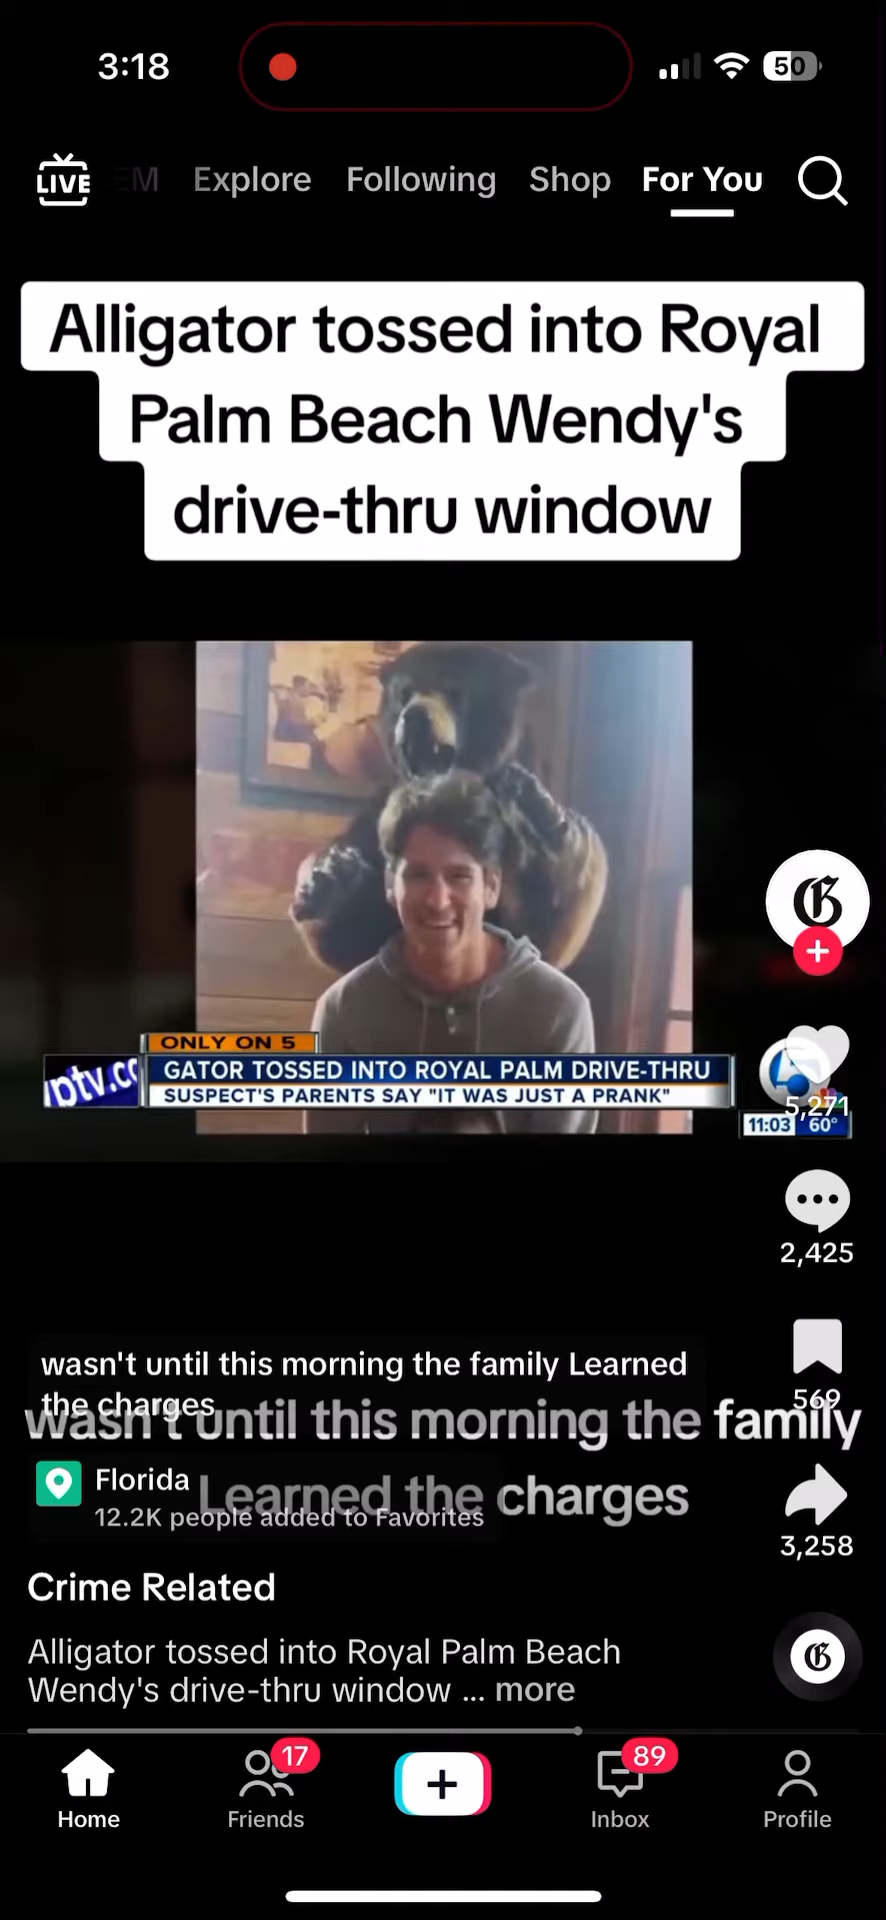 3:18
50
LIVE
Explore
Following
Shop
For You
Alligator tossed into Royal
Palm Beach Wendy's
drive-thru window
ONLY ON 5
GATOR TOSSED INTO ROYAL PALM DRIVE-THRU
SUSPECT'S PARENTS SAY "IT WAS JUST A PRANK"
5
11:03 60°
5,271
2,425
569
3,258
wasn't until this morning the family Learned
the charges
wasn't until this morning the family
Learned the charges
Florida
12.2K people added to Favorites
Crime Related
Alligator tossed into Royal Palm Beach
Wendy's drive-thru window ... more
17
89
Home
Friends
Inbox
Profile